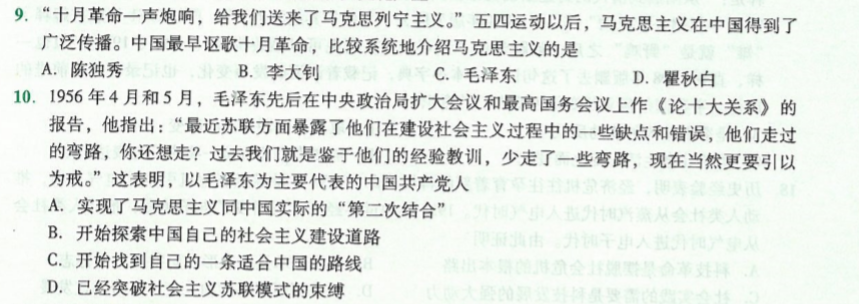 9. “十月革命一声炮响，给我们送来了马克思列宁主义。”五四运动以后，马克思主义在中国得到了
广泛传播。中国最早讴歌十月革命，比较系统地介绍马克思主义的是
A. 陈独秀 B. 李大钊 C. 毛泽东 D. 瞿秋白
10. 1956年4月和5月，毛泽东先后在中央政治局扩大会议和最高国务会议上作《论十大关系》的
报告，他指出：“最近苏联方面暴露了他们在建设社会主义过程中的一些缺点和错误，他们走过
的弯路，你还想走？过去我们就是鉴于他们的经验教训，少走了一些弯路，现在当然更要引以
为戒。”这表明，以毛泽东为主要代表的中国共产党人
A. 实现了马克思主义同中国实际的“第二次结合”
B. 开始探索中国自己的社会主义建设道路
C. 开始找到自己的一条适合中国的路线
D. 已经突破社会主义苏联模式的束缚